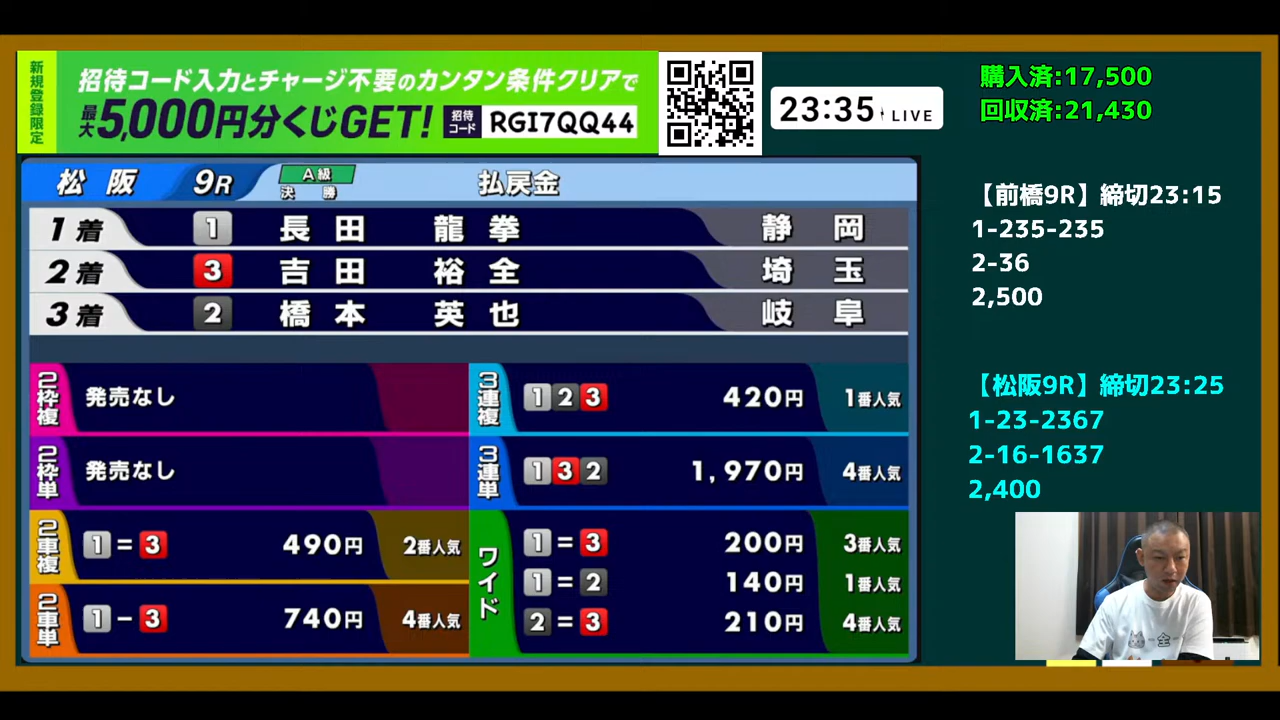 新規登録限定
招待コード入力とチャージ不要のカンタン条件クリアで
最大5,000円分くじGET! 招待コード RGI7QQ44
23:35 LIVE
購入済:17,500
回収済:21,430
松阪 9R A級 決勝 払戻金
1着 1 長田 龍拳 静岡
2着 3 吉田 裕全 埼玉
3着 2 橋本 英也 岐阜
2枠複 発売なし
2枠単 発売なし
2車複 1=3 490円 2番人気
2車単 1-3 740円 4番人気
3連複 1 2 3 420円 1番人気
3連単 1 3 2 1,970円 4番人気
ワイド 1=3 200円 3番人気
1=2 140円 1番人気
2=3 210円 4番人気
【前橋9R】締切23:15
1-235-235
2-36
2,500
【松阪9R】締切23:25
1-23-2367
2-16-1637
2,400
全